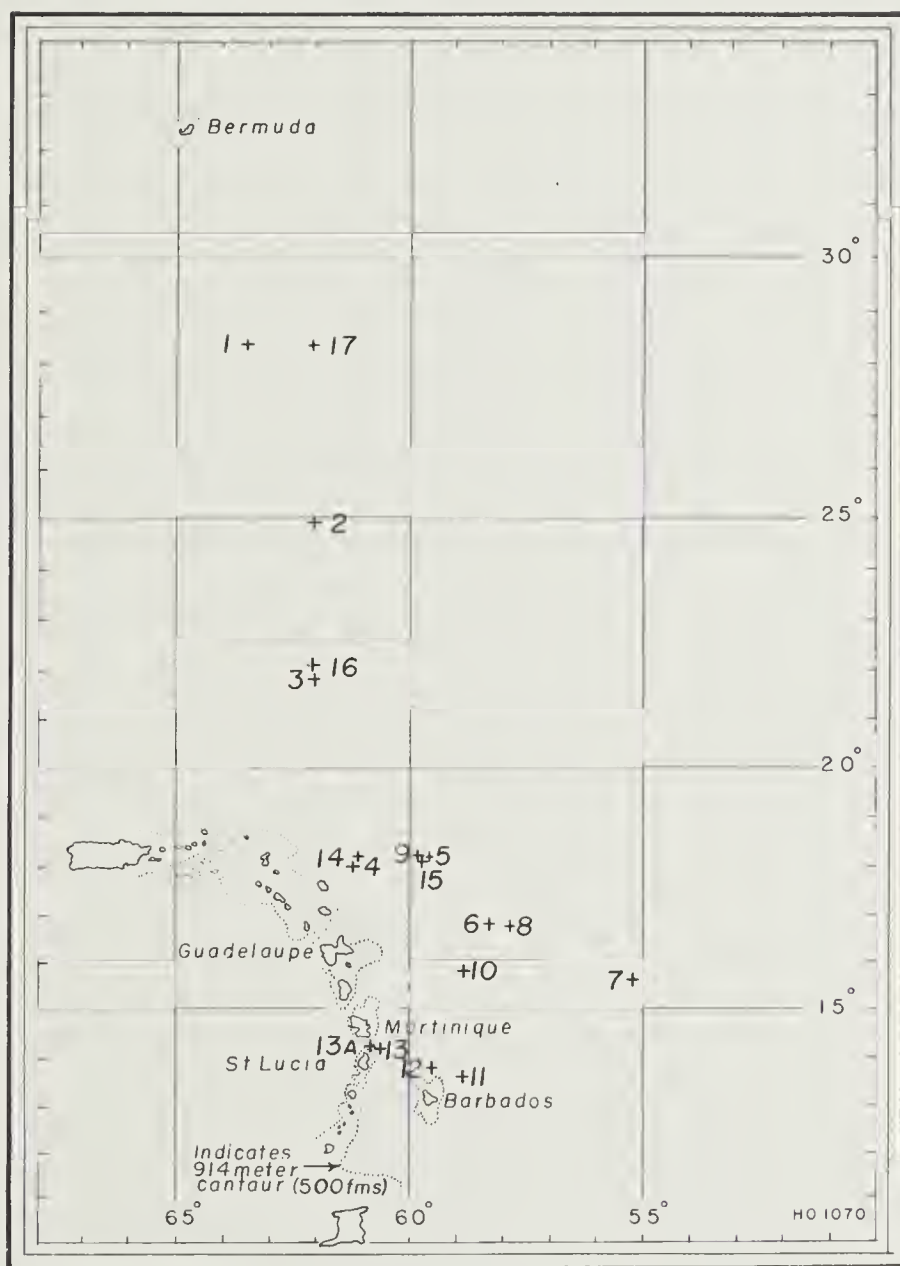 Bermuda
30°
1 + + 17
25°
+ 2
+ 16
3 +
20°
14 + + 4
9 + + + 5
15
6 + + 8
Guadeloupe
+ 10
7 +
15°
Martinique
13A + + 13
St Lucia
12 +
+ 11
Barbados
Indicates
914 meter
contour (500 fms)
65°
60°
55°
HO 1070